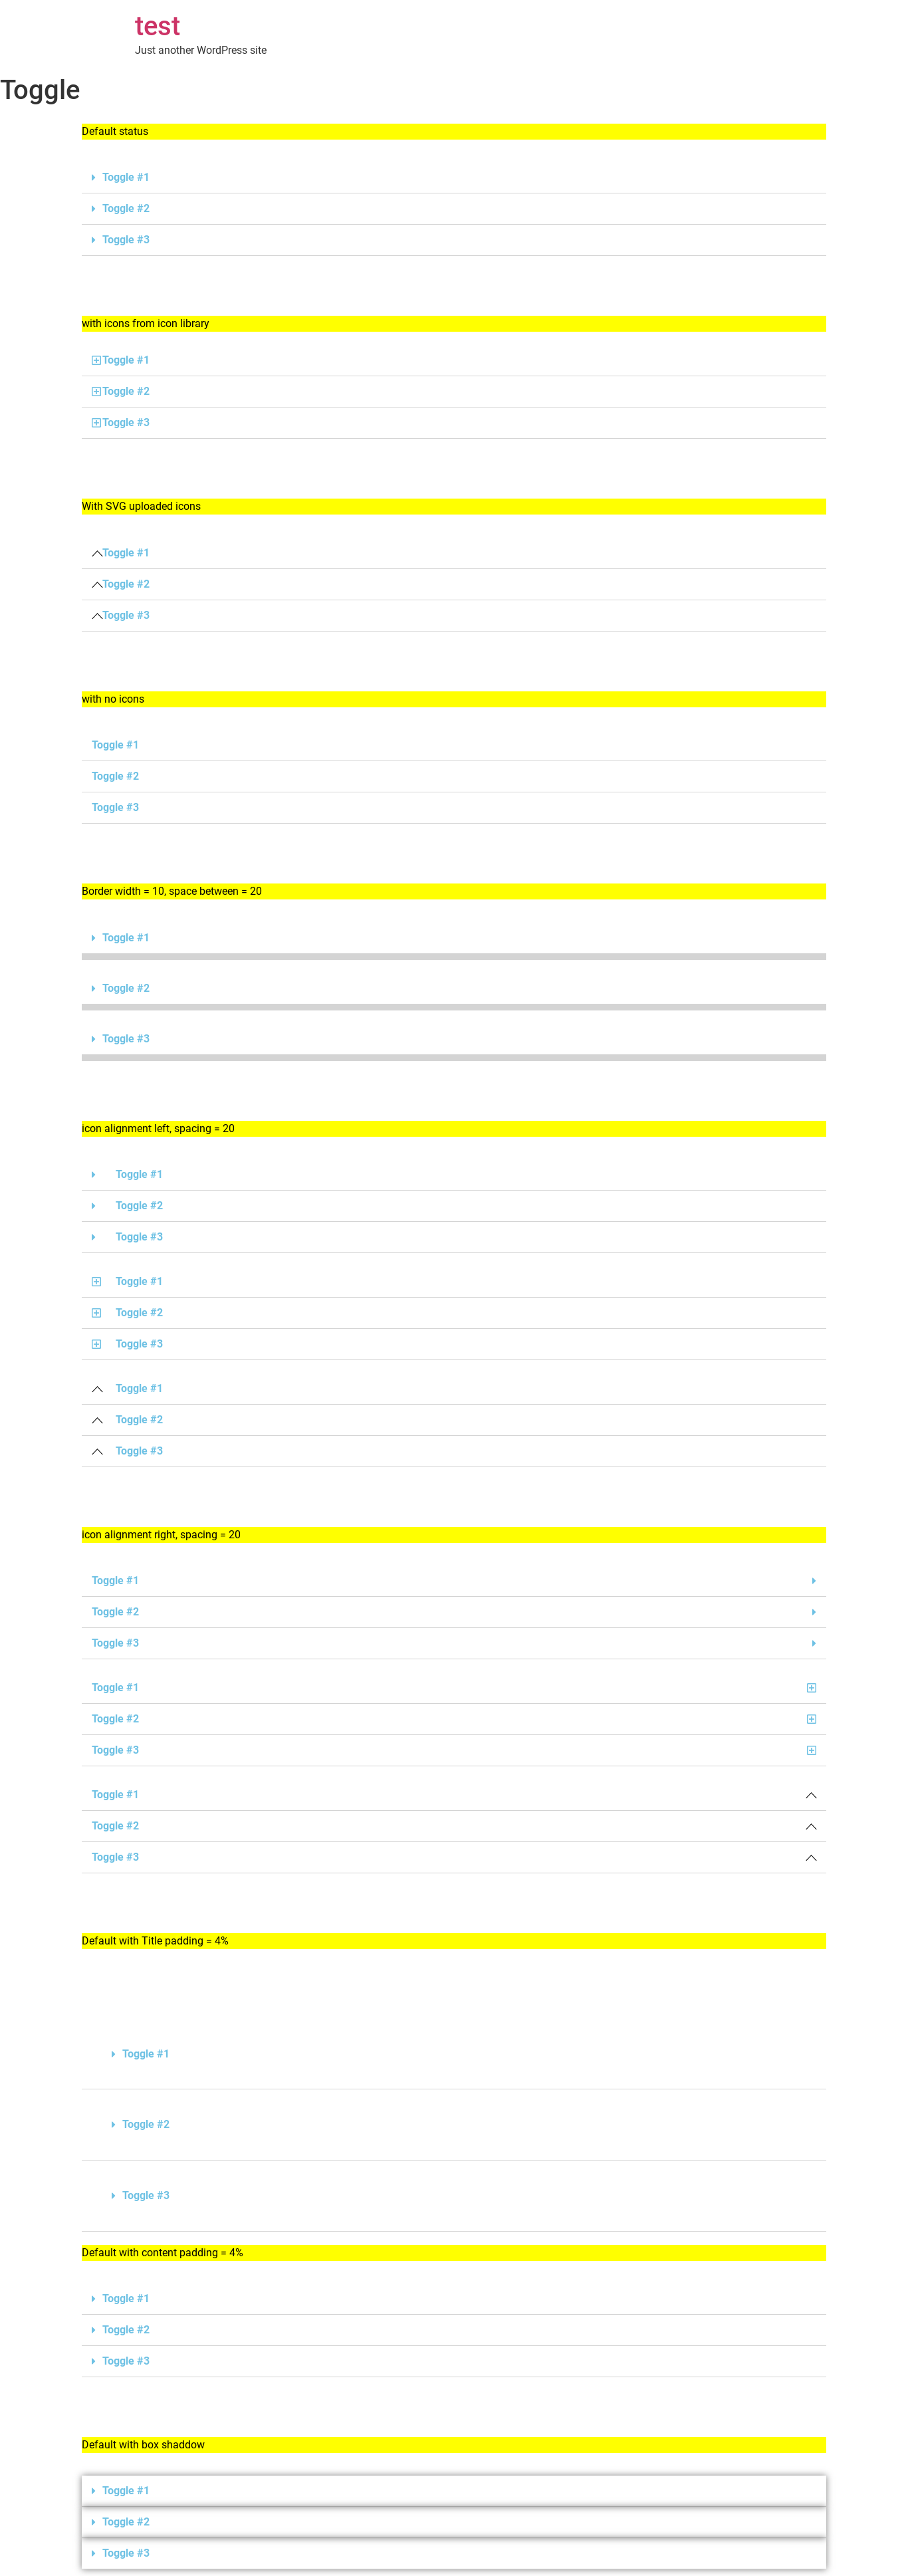 test
Just another WordPress site
Toggle
Default status
Toggle #1
Toggle #2
Toggle #3
with icons from icon library
Toggle #1
Toggle #2
Toggle #3
With SVG uploaded icons
Toggle #1
Toggle #2
Toggle #3
with no icons
Toggle #1
Toggle #2
Toggle #3
Border width = 10, space between = 20
Toggle #1
Toggle #2
Toggle #3
icon alignment left, spacing = 20
Toggle #1
Toggle #2
Toggle #3
Toggle #1
Toggle #2
Toggle #3
Toggle #1
Toggle #2
Toggle #3
icon alignment right, spacing = 20
Toggle #1
Toggle #2
Toggle #3
Toggle #1
Toggle #2
Toggle #3
Toggle #1
Toggle #2
Toggle #3
Default with Title padding = 4%
Toggle #1
Toggle #2
Toggle #3
Default with content padding = 4%
Toggle #1
Toggle #2
Toggle #3
Default with box shaddow
Toggle #1
Toggle #2
Toggle #3